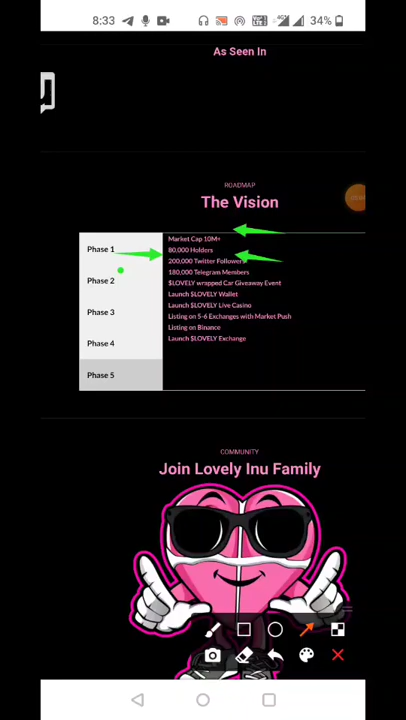 8:33
34%
As Seen In
ROADMAP
The Vision
Phase 1
Phase 2
Phase 3
Phase 4
Phase 5
Market Cap 10M+
80,000 Holders
200,000 Twitter Followers
180,000 Telegram Members
$LOVELY wrapped Car Giveaway Event
Launch $LOVELY Wallet
Launch $LOVELY Live Casino
Listing on 5-6 Exchanges with Market Push
Listing on Binance
Launch $LOVELY Exchange
COMMUNITY
Join Lovely Inu Family